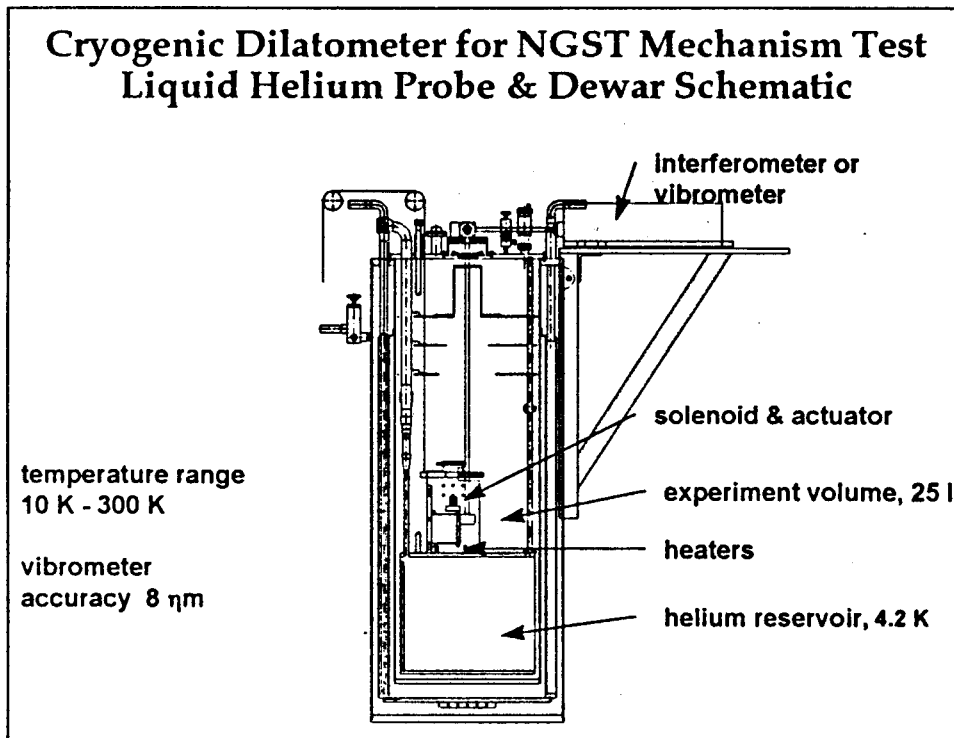 Cryogenic Dilatometer for NGST Mechanism Test
Liquid Helium Probe & Dewar Schematic
interferometer or
vibrometer
solenoid & actuator
temperature range
10 K - 300 K
experiment volume, 25 l
heaters
vibrometer
accuracy 8 ηm
helium reservoir, 4.2 K